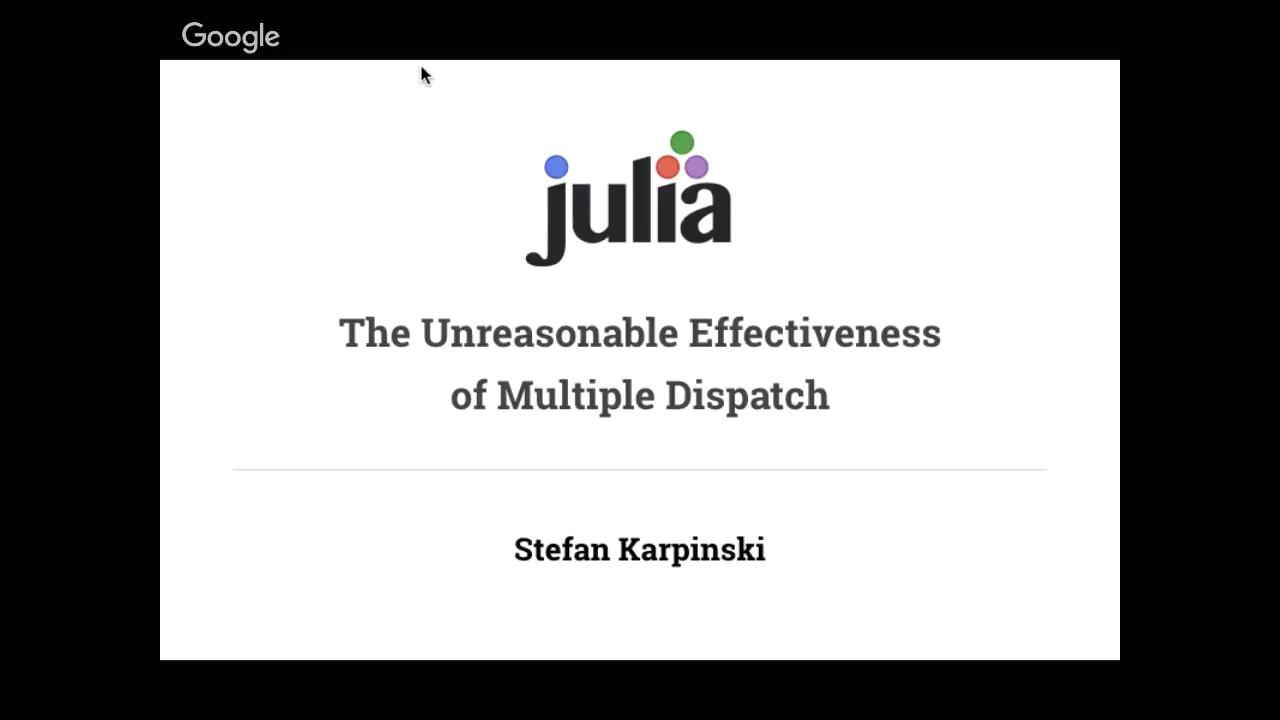 Google
julia
The Unreasonable Effectiveness
of Multiple Dispatch
Stefan Karpinski